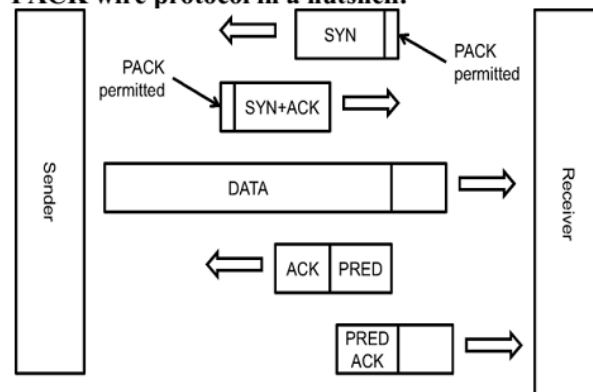 PACK wire protocol in a nutshell.
SYN
PACK
permitted
PACK
permitted
SYN+ACK
Sender
DATA
Receiver
ACK PRED
PRED
ACK